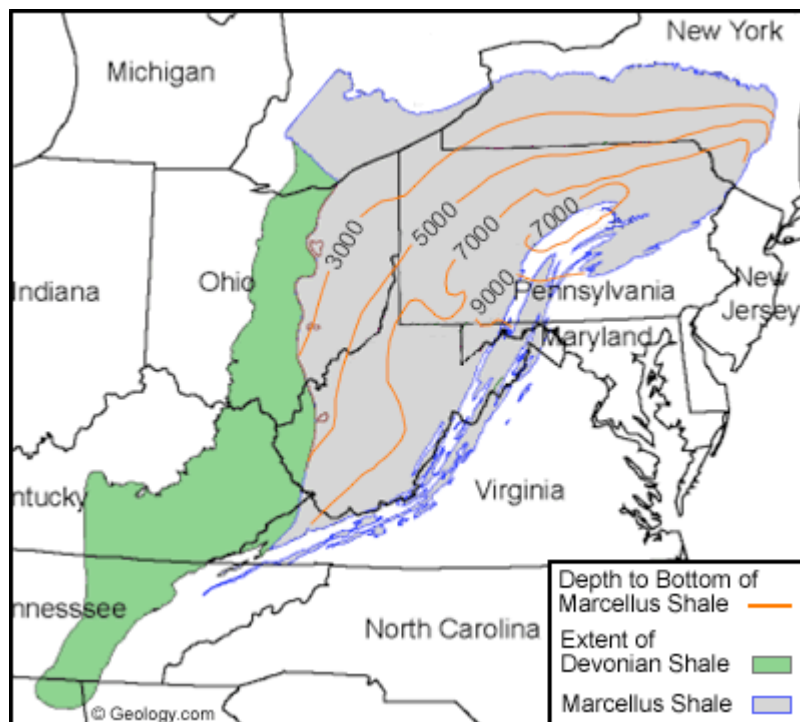 New York
Michigan
3000
5000
7000
7000
9000
Ohio
Indiana
Pennsylvania
New
Jersey
Maryland
ntucky
Virginia
nnesssee
North Carolina
Depth to Bottom of
Marcellus Shale
Extent of
Devonian Shale
Marcellus Shale
© Geology.com